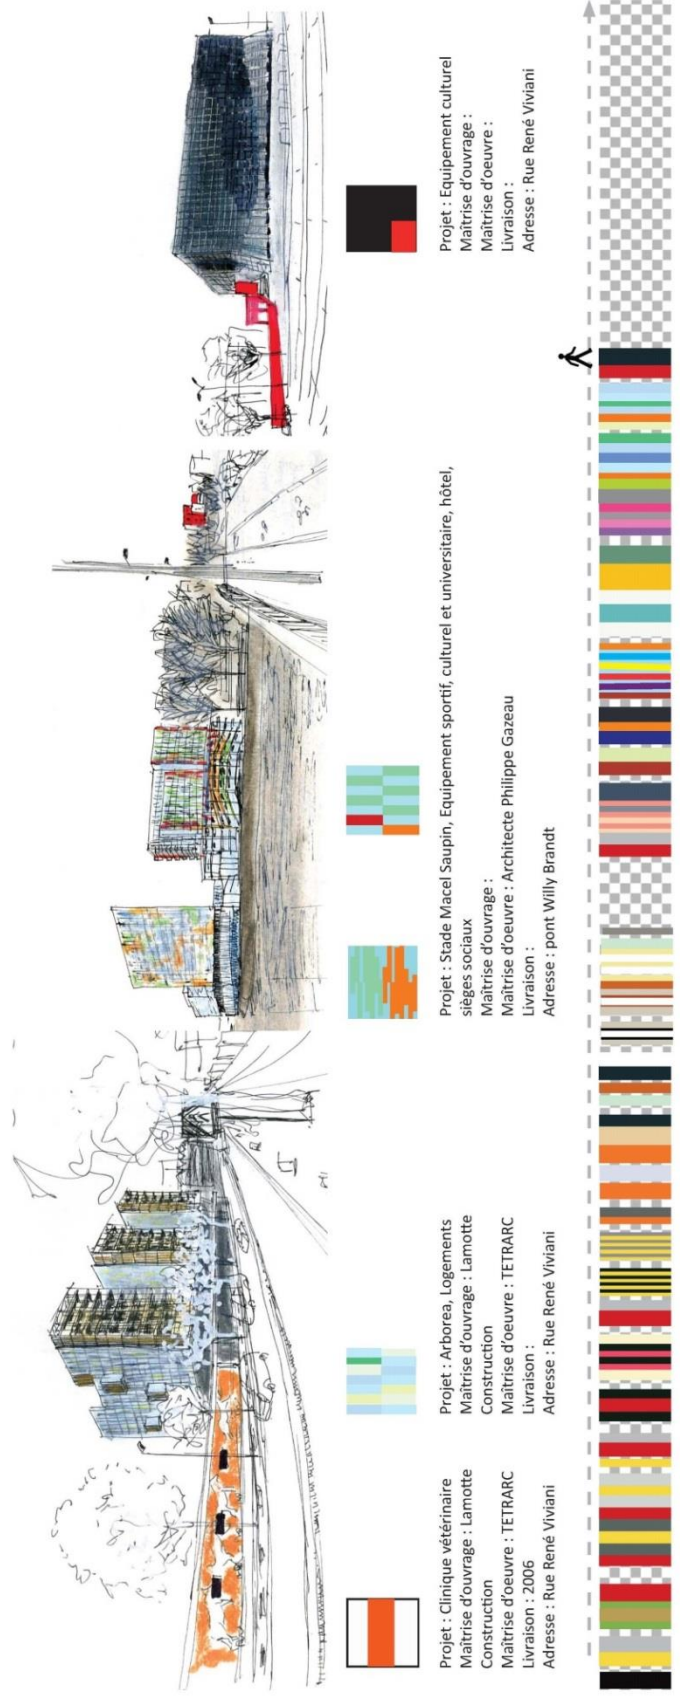 Projet : Clinique vétérinaire
Maîtrise d'ouvrage : Lamotte
Construction
Maîtrise d'oeuvre : TETRARC
Livraison : 2006
Adresse : Rue René Viviani
Projet : Arborea, Logements
Maîtrise d'ouvrage : Lamotte
Construction
Maîtrise d'oeuvre : TETRARC
Livraison :
Adresse : Rue René Viviani
Projet : Stade Macel Saupin, Equipement sportif, culturel et universitaire, hôtel,
sièges sociaux
Maîtrise d'ouvrage :
Maîtrise d'oeuvre : Architecte Philippe Gazeau
Livraison :
Adresse : pont Willy Brandt
Projet : Equipement culturel
Maîtrise d'ouvrage :
Maîtrise d'oeuvre :
Livraison :
Adresse : Rue René Viviani